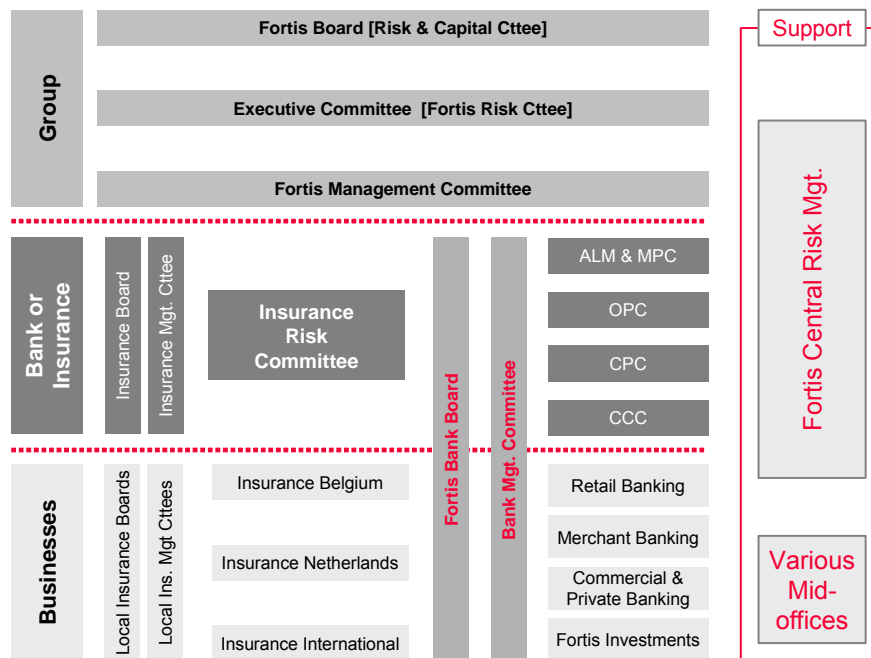 Fortis Board [Risk & Capital Cttee]
Support
Group
Executive Committee [Fortis Risk Cttee]
Fortis Management Committee
Fortis Central Risk Mgt.
Bank or
Insurance
Insurance Board
Insurance Mgt. Cttee
Insurance
Risk
Committee
Fortis Bank Board
Bank Mgt. Committee
ALM & MPC
OPC
CPC
CCC
Businesses
Local Insurance Boards
Local Ins. Mgt Cttees
Insurance Belgium
Insurance Netherlands
Insurance International
Retail Banking
Merchant Banking
Commercial &
Private Banking
Fortis Investments
Various
Mid-
offices